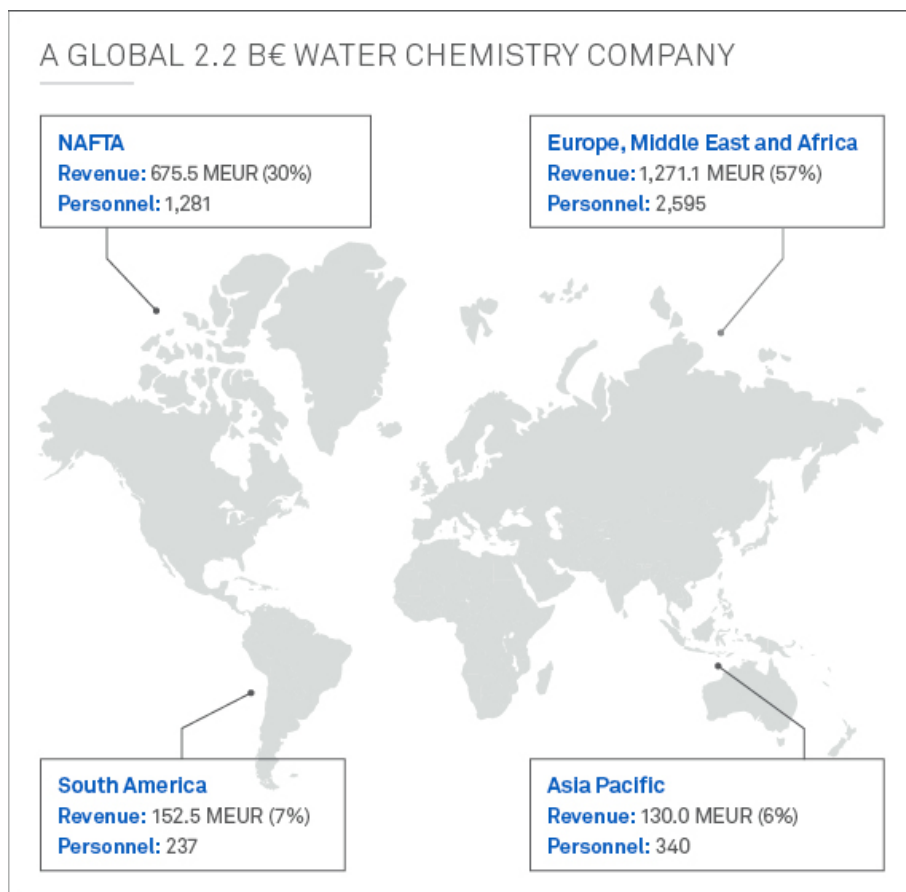 A GLOBAL 2.2 B€ WATER CHEMISTRY COMPANY
NAFTA
Revenue: 675.5 MEUR (30%)
Personnel: 1,281
Europe, Middle East and Africa
Revenue: 1,271.1 MEUR (57%)
Personnel: 2,595
South America
Revenue: 152.5 MEUR (7%)
Personnel: 237
Asia Pacific
Revenue: 130.0 MEUR (6%)
Personnel: 340